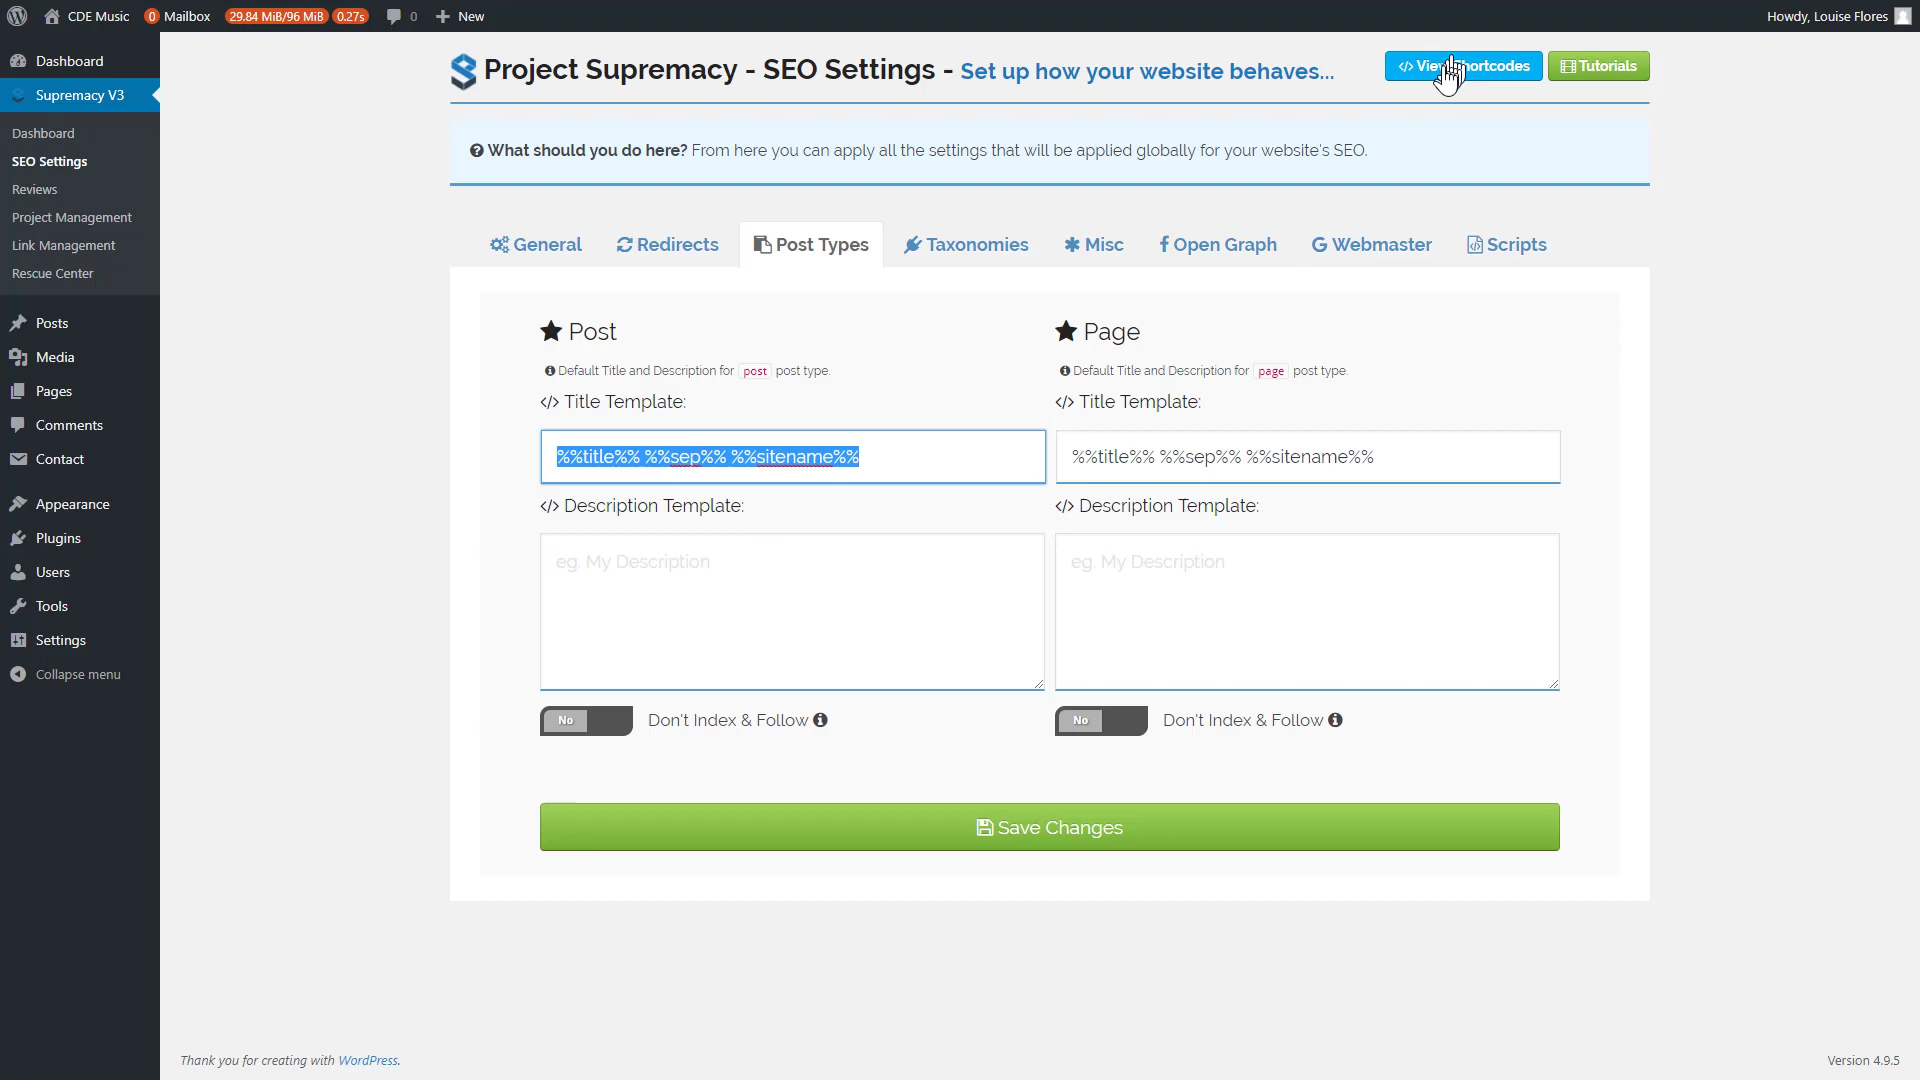 CDE Music 0 Mailbox 29.84 MiB/96 MiB 0.27s 0 New Howdy, Louise Flores
Dashboard
Supremacy V3
Dashboard
SEO Settings
Reviews
Project Management
Link Management
Rescue Center
Posts
Media
Pages
Comments
Contact
Appearance
Plugins
Users
Tools
Settings
Collapse menu
Project Supremacy - SEO Settings - Set up how your website behaves...
</> View Shortcodes Tutorials
What should you do here? From here you can apply all the settings that will be applied globally for your website's SEO.
General Redirects Post Types Taxonomies Misc Open Graph Webmaster Scripts
Post Page
Default Title and Description for post post type. Default Title and Description for page post type.
</> Title Template: </> Title Template:
%%title%% %%sep%% %%sitename%% %%title%% %%sep%% %%sitename%%
</> Description Template: </> Description Template:
eg. My Description eg. My Description
No Don't Index & Follow No Don't Index & Follow
Save Changes
Thank you for creating with WordPress. Version 4.9.5